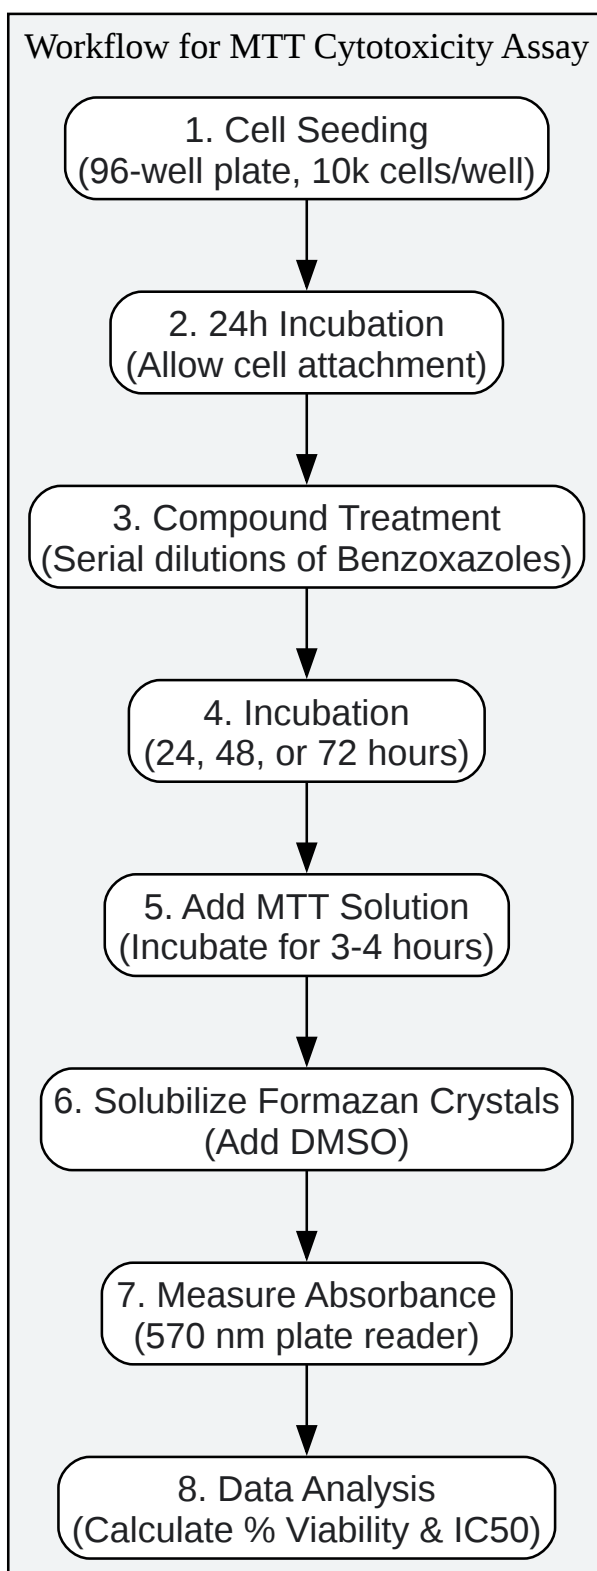 Workflow for MTT Cytotoxicity Assay
1. Cell Seeding
(96-well plate, 10k cells/well)
2. 24h Incubation
(Allow cell attachment)
3. Compound Treatment
(Serial dilutions of Benzoxazoles)
4. Incubation
(24, 48, or 72 hours)
5. Add MTT Solution
(Incubate for 3-4 hours)
6. Solubilize Formazan Crystals
(Add DMSO)
7. Measure Absorbance
(570 nm plate reader)
8. Data Analysis
(Calculate % Viability & IC50)